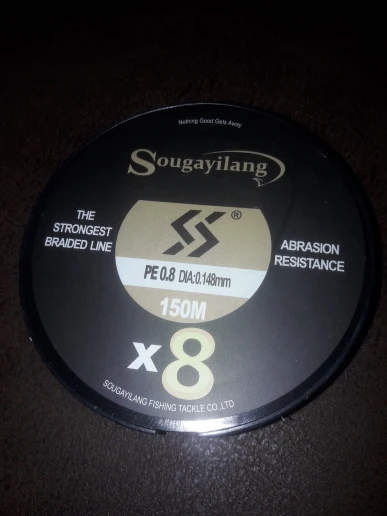 Nothing Good Gets Away
Sougayilang
THE
STRONGEST
BRAIDED LINE
®
ABRASION
RESISTANCE
PE 0.8 DIA:0.148mm
150M
x8
SOUGAYILANG FISHING TACKLE CO.,LTD